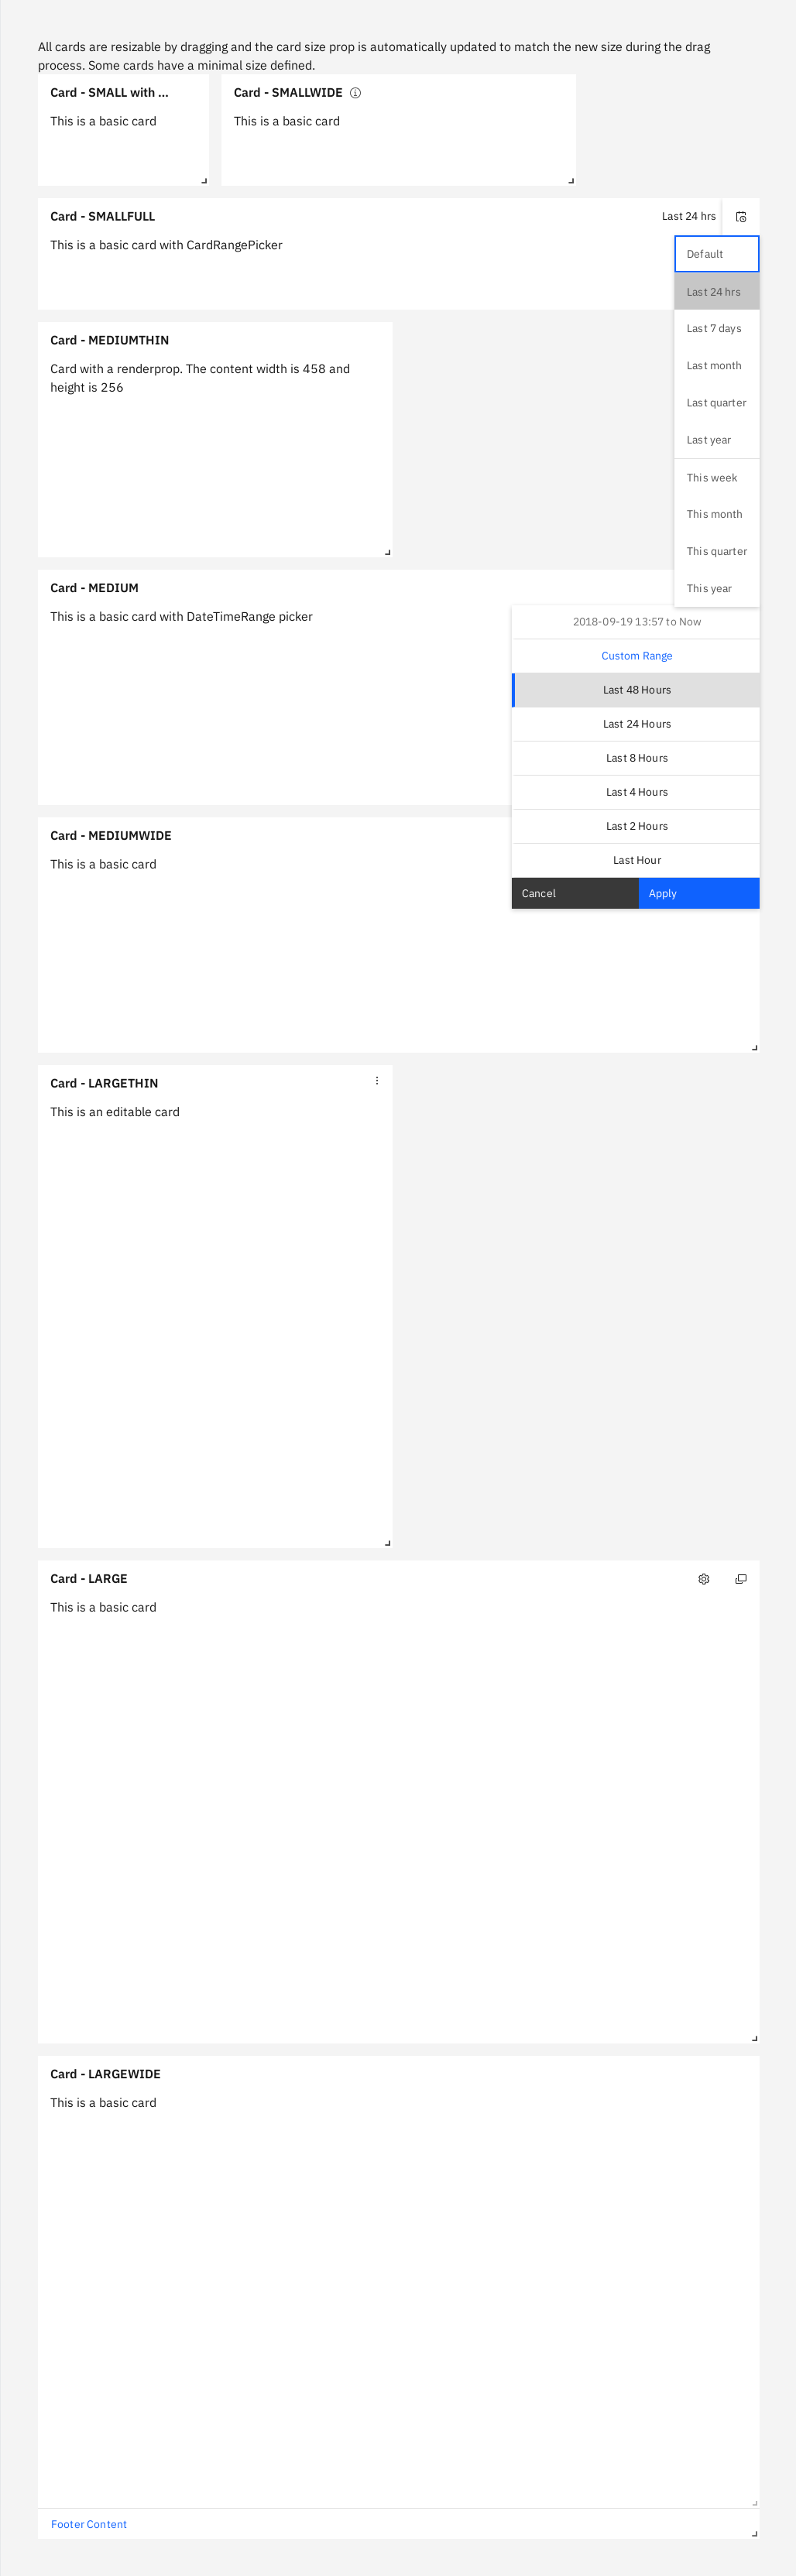 All cards are resizable by dragging and the card size prop is automatically updated to match the new size during the drag
process. Some cards have a minimal size defined.
Card - SMALL with ...
This is a basic card
Card - SMALLWIDE
This is a basic card
Card - SMALLFULL
Last 24 hrs
This is a basic card with CardRangePicker
Default
Last 24 hrs
Last 7 days
Last month
Last quarter
Last year
This week
This month
This quarter
This year
Card - MEDIUMTHIN
Card with a renderprop. The content width is 458 and
height is 256
Card - MEDIUM
This is a basic card with DateTimeRange picker
2018-09-19 13:57 to Now
Custom Range
Last 48 Hours
Last 24 Hours
Last 8 Hours
Last 4 Hours
Last 2 Hours
Last Hour
Cancel
Apply
Card - MEDIUMWIDE
This is a basic card
Card - LARGETHIN
This is an editable card
Card - LARGE
This is a basic card
Card - LARGEWIDE
This is a basic card
Footer Content